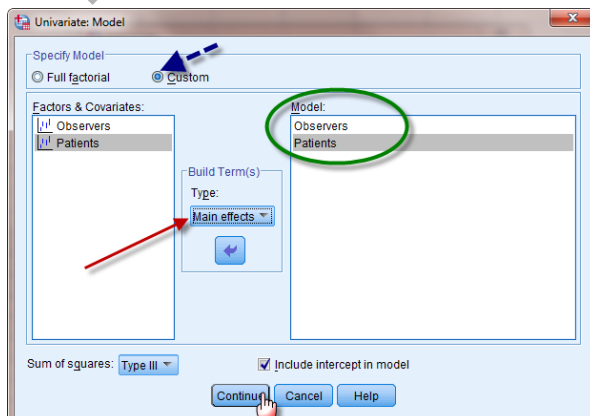 Univariate: Model
Specify Model
Full factorial
Custom
Factors & Covariates:
Observers
Patients
Build Term(s)
Type:
Main effects
Model:
Observers
Patients
Sum of squares:
Type III
Include intercept in model
Continue
Cancel
Help